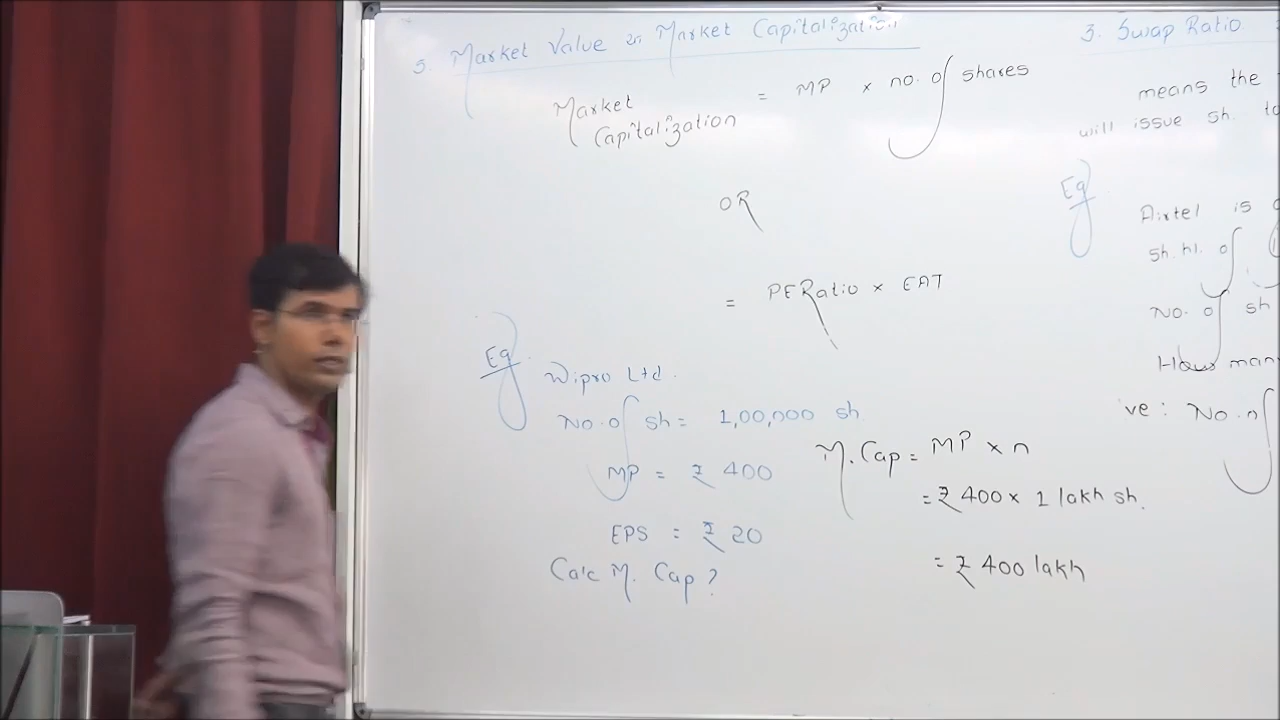 5. Market Value or Market Capitalization
Market Capitalization = MP × no. of shares
OR
= PE Ratio × EAT
Eg
Wipro Ltd.
No. of sh = 1,00,000 sh.
MP = ₹ 400
EPS = ₹ 20
Calc M. Cap ?
M. Cap = MP × n
= ₹ 400 × 1 lakh sh.
= ₹ 400 lakh
3. Swap Ratio
means the
will issue sh. to
Eg
Airtel is
sh. hl. of
No. of sh
How man
've: No. of